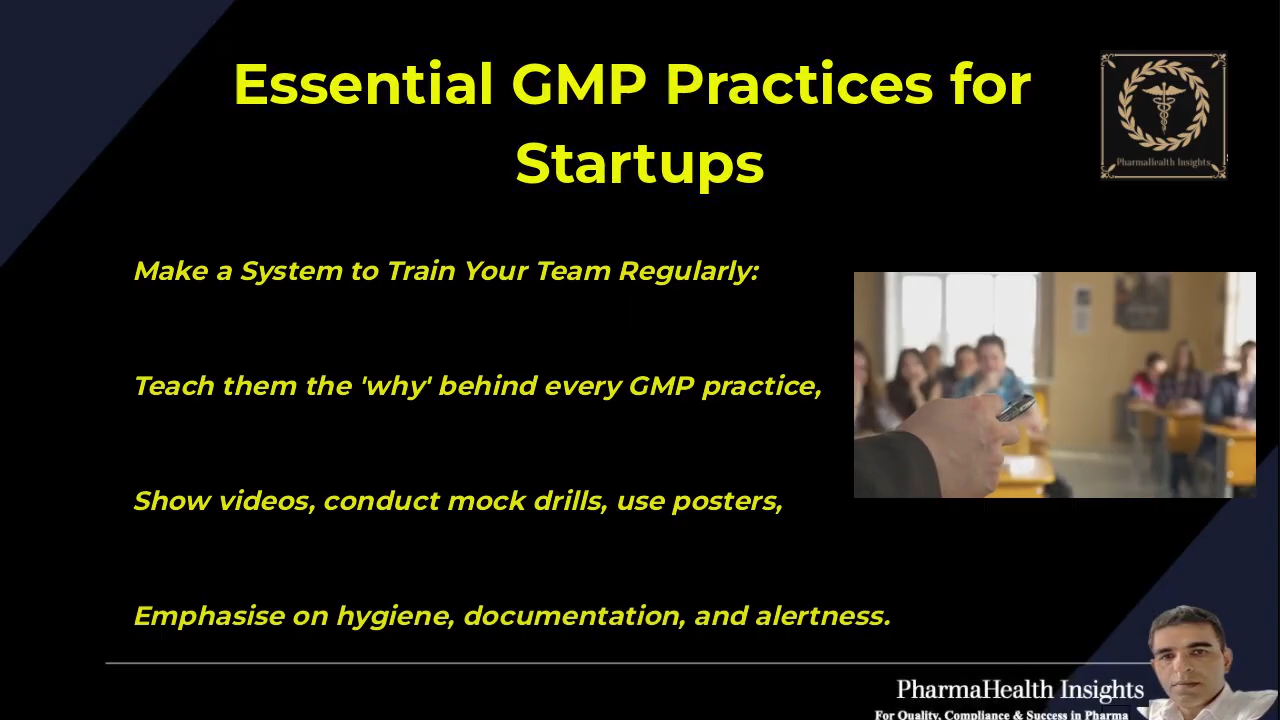 Essential GMP Practices for
Startups
PharmaHealth Insights
Make a System to Train Your Team Regularly:
Teach them the 'why' behind every GMP practice,
Show videos, conduct mock drills, use posters,
Emphasise on hygiene, documentation, and alertness.
PharmaHealth Insights
For Quality, Compliance & Success in Pharma